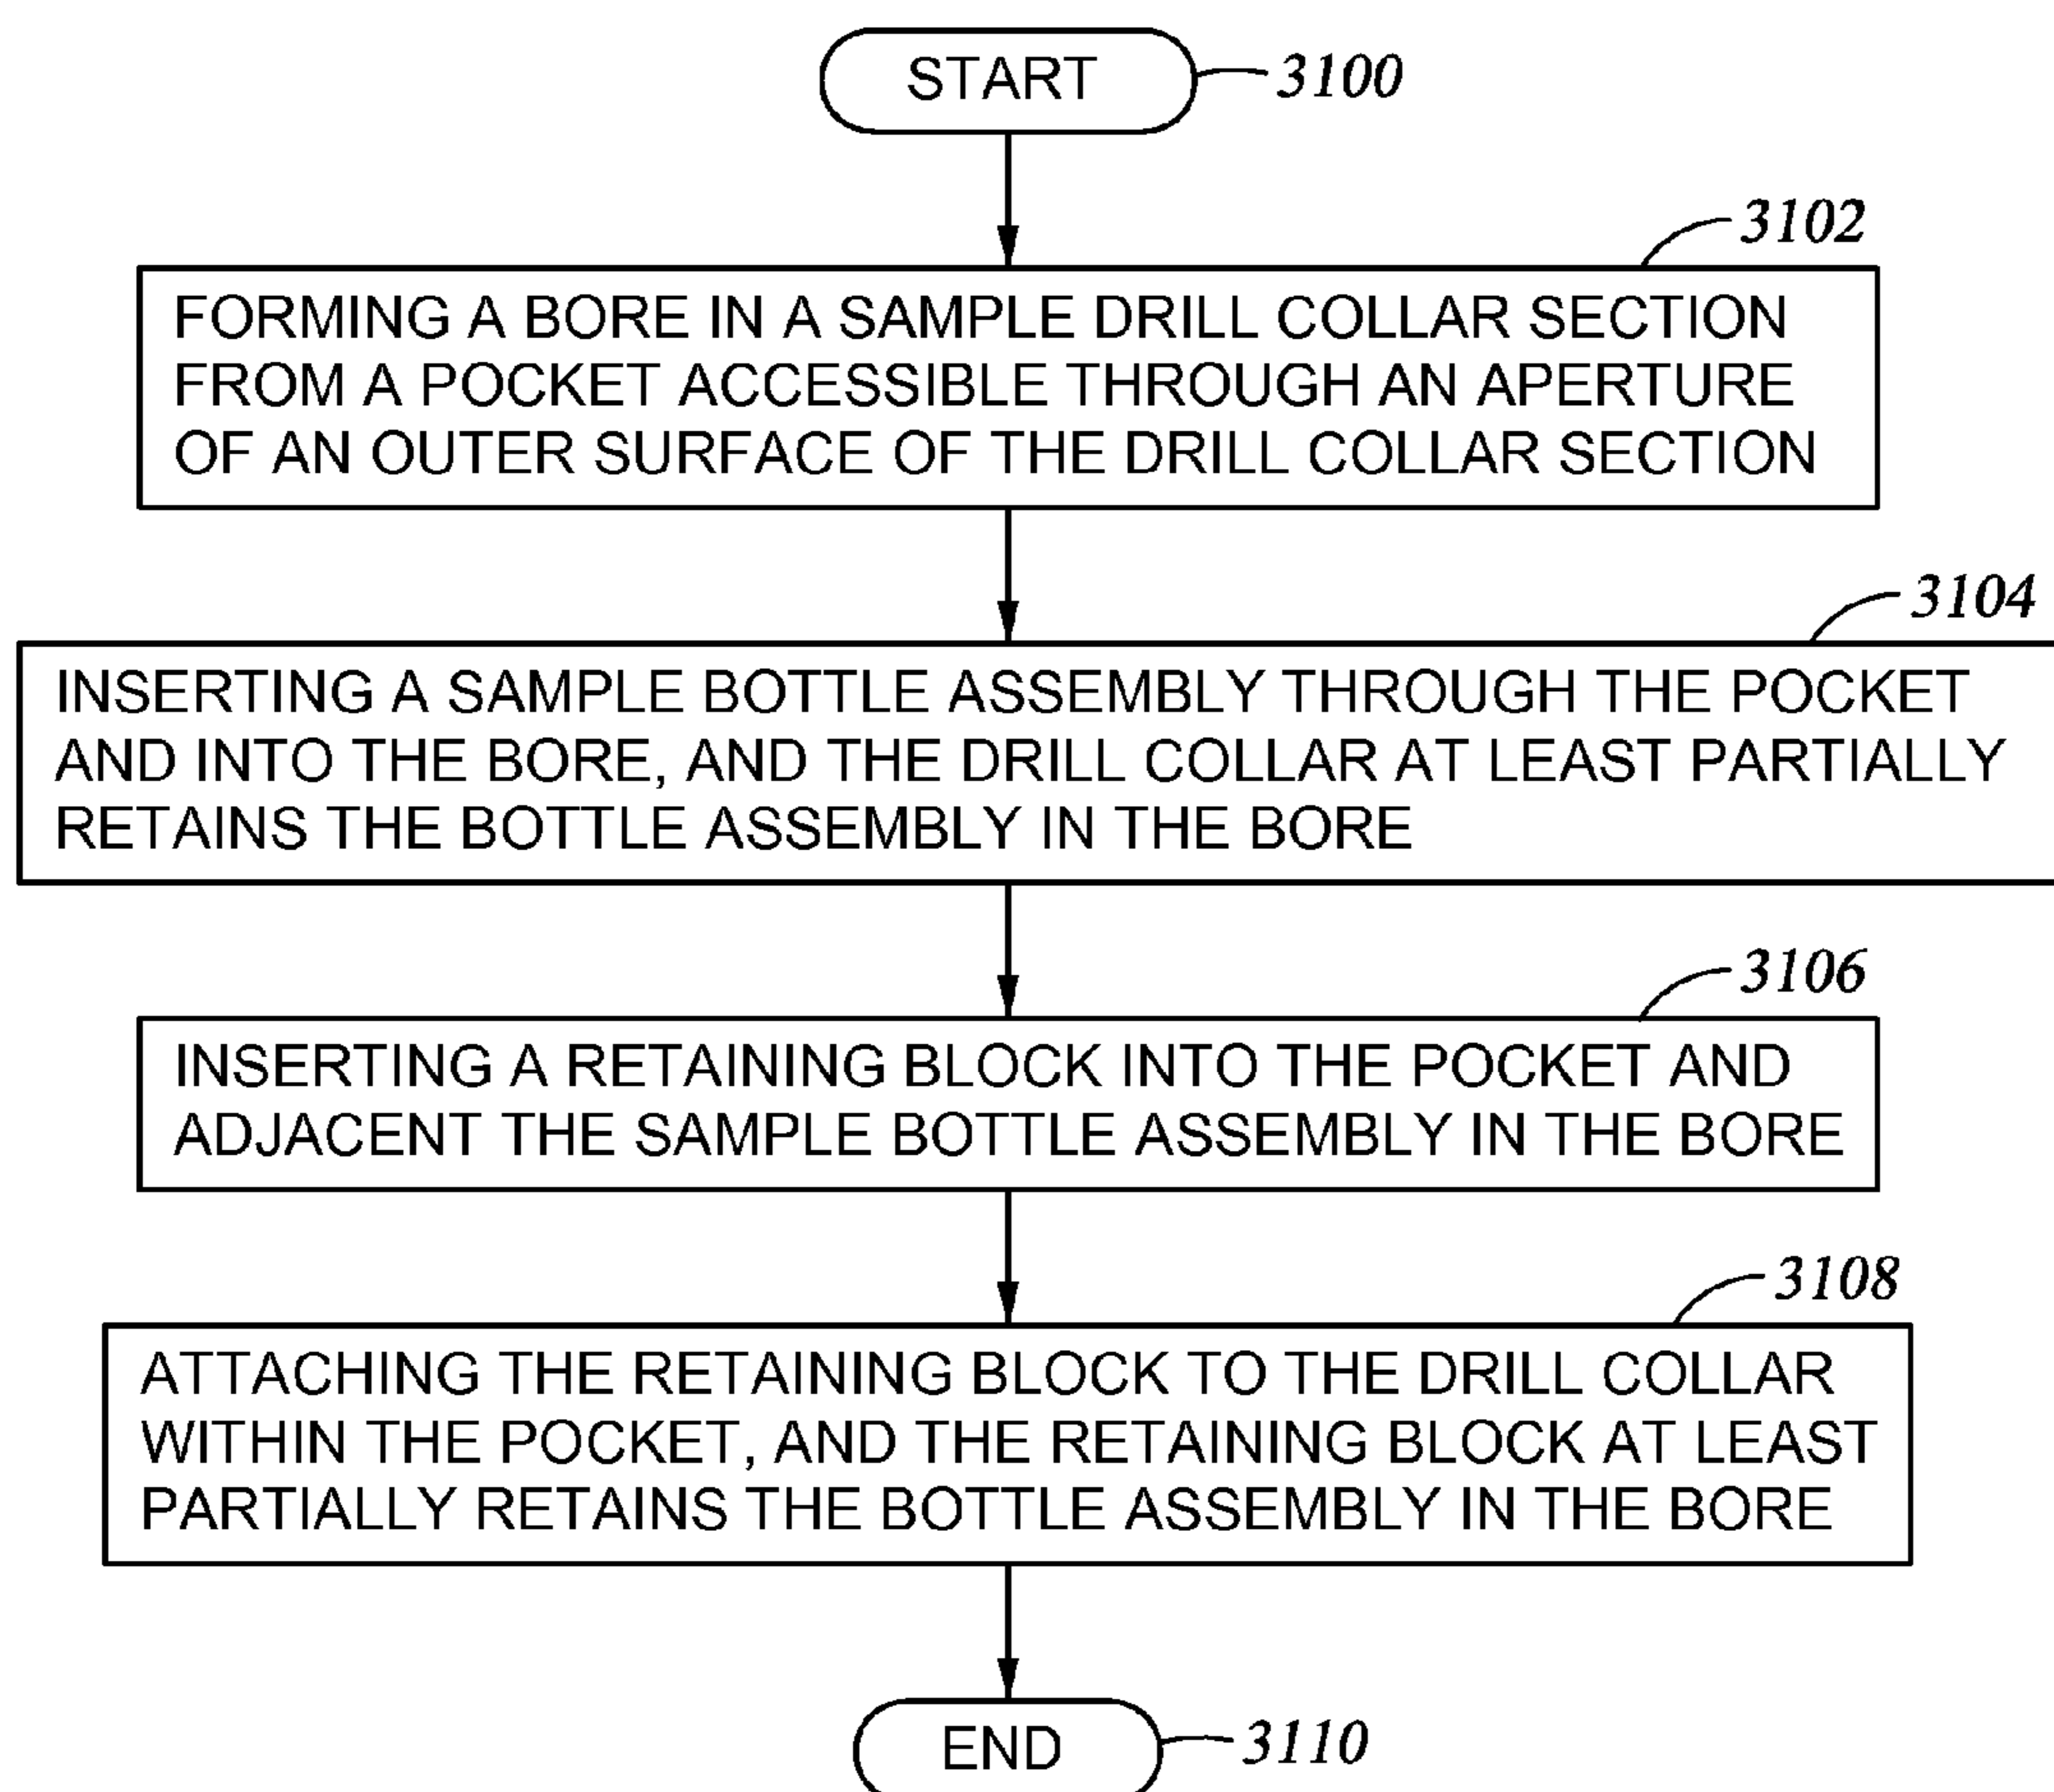 START
3100
3102
FORMING A BORE IN A SAMPLE DRILL COLLAR SECTION
FROM A POCKET ACCESSIBLE THROUGH AN APERTURE
OF AN OUTER SURFACE OF THE DRILL COLLAR SECTION
3104
INSERTING A SAMPLE BOTTLE ASSEMBLY THROUGH THE POCKET
AND INTO THE BORE, AND THE DRILL COLLAR AT LEAST PARTIALLY
RETAINS THE BOTTLE ASSEMBLY IN THE BORE
3106
INSERTING A RETAINING BLOCK INTO THE POCKET AND
ADJACENT THE SAMPLE BOTTLE ASSEMBLY IN THE BORE
3108
ATTACHING THE RETAINING BLOCK TO THE DRILL COLLAR
WITHIN THE POCKET, AND THE RETAINING BLOCK AT LEAST
PARTIALLY RETAINS THE BOTTLE ASSEMBLY IN THE BORE
END
3110